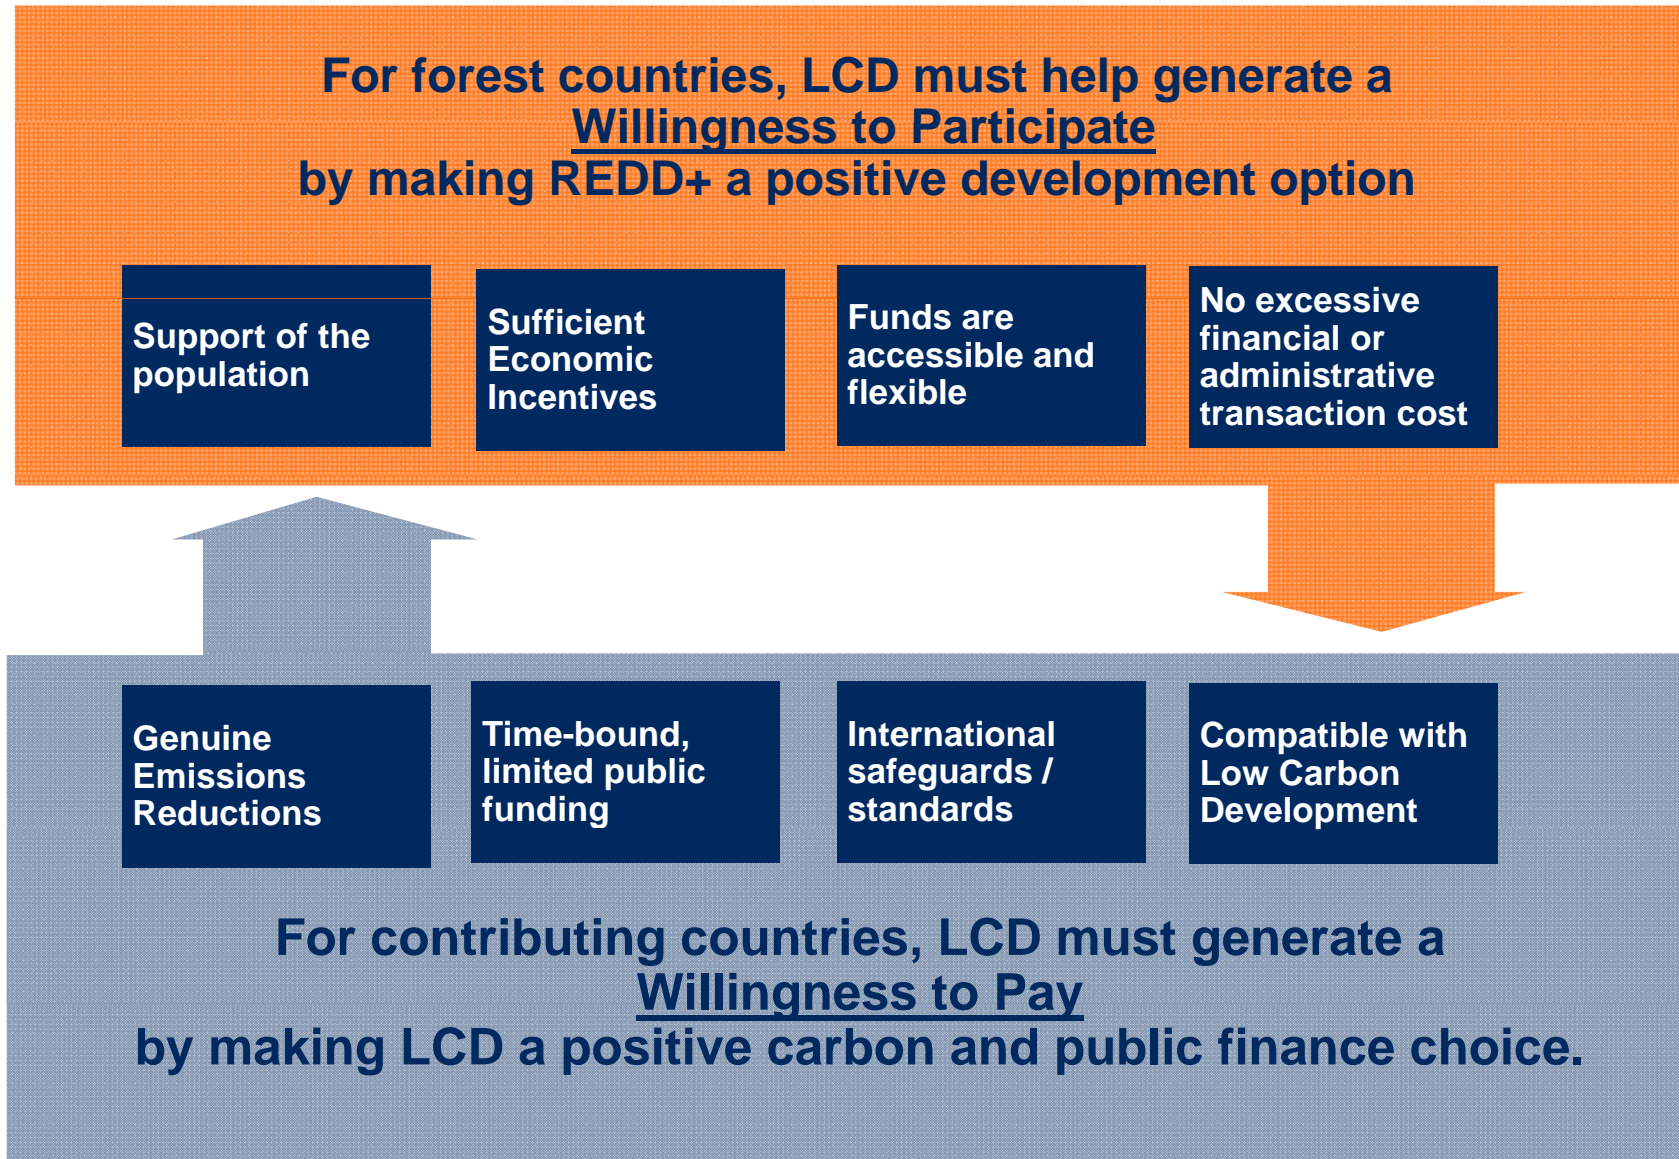 For forest countries, LCD must help generate a
Willingness to Participate
by making REDD+ a positive development option
Support of the
population
Sufficient
Economic
Incentives
Funds are
accessible and
flexible
No excessive
financial or
administrative
transaction cost
Genuine
Emissions
Reductions
Time-bound,
limited public
funding
International
safeguards /
standards
Compatible with
Low Carbon
Development
For contributing countries, LCD must generate a
Willingness to Pay
by making LCD a positive carbon and public finance choice.